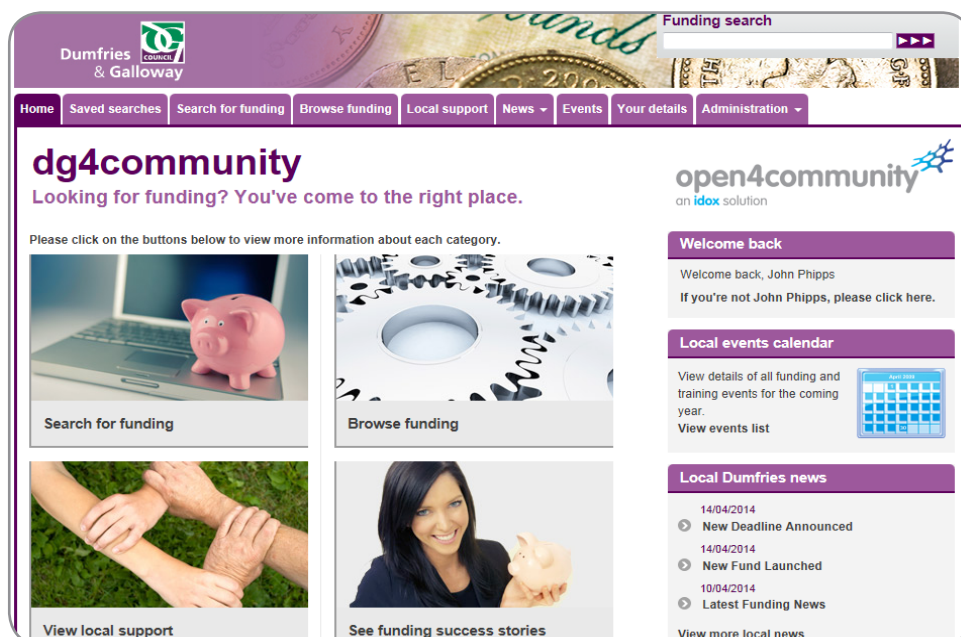 Funding search
Dumfries
& Galloway
COUNCIL
Home Saved searches Search for funding Browse funding Local support News Events Your details Administration
dg4community
Looking for funding? You've come to the right place.
open4community
an idox solution
Please click on the buttons below to view more information about each category.
Search for funding
Browse funding
View local support
See funding success stories
Welcome back
Welcome back, John Phipps
If you're not John Phipps, please click here.
Local events calendar
View details of all funding and
training events for the coming
year.
View events list
Local Dumfries news
14/04/2014
New Deadline Announced
14/04/2014
New Fund Launched
10/04/2014
Latest Funding News
View more local news